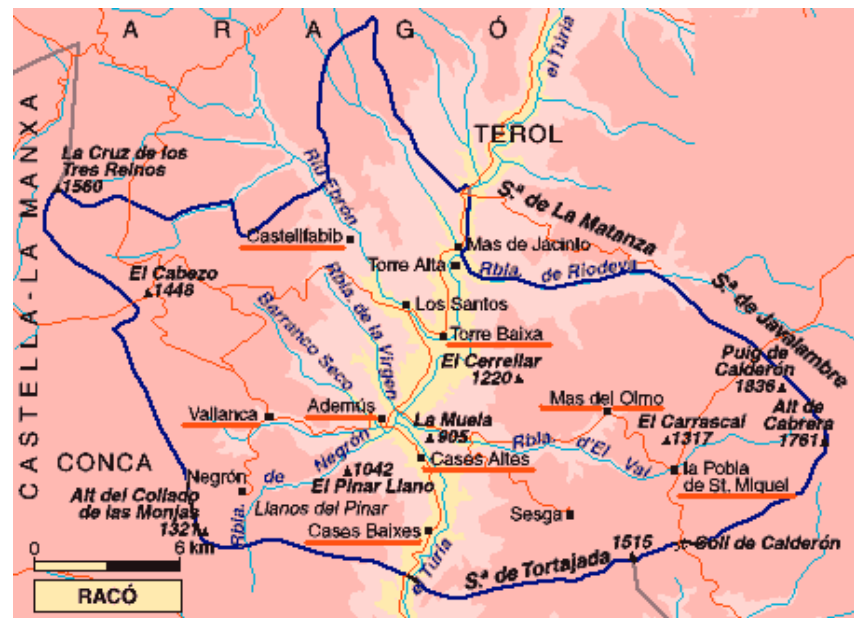 A R A G Ó
el Túria
TEROL
CASTELLA-LA MANXA
La Cruz de los
Tres Reinos
1560
Riu Ebrón
Castellfabib
S.ª de La Matanza
Mas de Jacinto
Torre Alta
Rbla. de Riodeva
El Cabezo
1448
Rbla. de la Virgen
Los Santos
S.ª de Javalambre
Barranco Seco
Torre Baixa
El Cerrellar
1220
Puig de
Calderón
1836
Mas del Olmo
Vallanca
Ademús
La Muela
905
El Carrascal
1317
Alt de
Cabrera
1761
Rbla. d'El Val
CONCA
Cases Altes
Negrón
Rbla. de Negrón
1042
El Pinar Llano
la Pobla
de St. Miquel
Alt del Collado
de las Monjas
1321
Llanos del Pinar
Cases Baixes
Sesga
1515
Coll de Calderón
0 6 km
el Túria
S.ª de Tortajada
RACÓ